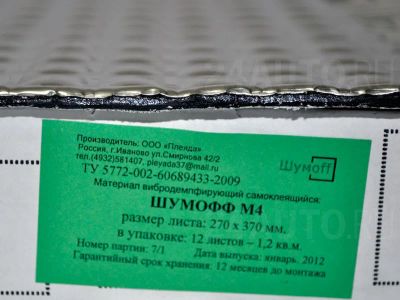 Производитель: ООО «Плеяда»
Россия, г.Иваново ул.Смирнова 42/2
тел.(4932)581407, pleyada37@mail.ru
Шумоff
ТУ 5772-002-60689433-2009
Материал вибродемпфирующий самоклеящийся:
ШУМОФФ М4
размер листа: 270 х 370 мм.
в упаковке: 12 листов – 1,2 кв.м.
Номер партии: 7/1 Дата выпуска: январь, 2012
Гарантийный срок хранения: 12 месяцев до монтажа